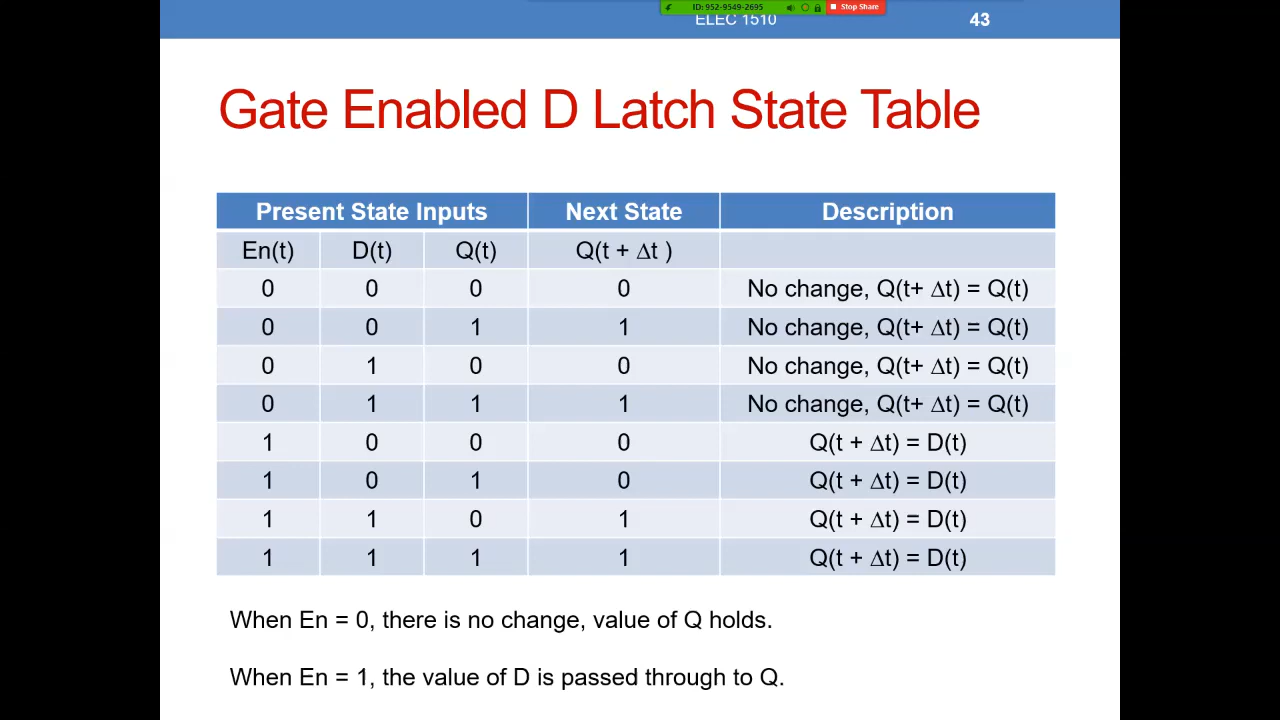 ID: 952-9549-2695 Stop Share
ELEC 1510 43
Gate Enabled D Latch State Table
Present State Inputs Next State Description
En(t) D(t) Q(t) Q(t + Δt )
0 0 0 0 No change, Q(t+ Δt) = Q(t)
0 0 1 1 No change, Q(t+ Δt) = Q(t)
0 1 0 0 No change, Q(t+ Δt) = Q(t)
0 1 1 1 No change, Q(t+ Δt) = Q(t)
1 0 0 0 Q(t + Δt) = D(t)
1 0 1 0 Q(t + Δt) = D(t)
1 1 0 1 Q(t + Δt) = D(t)
1 1 1 1 Q(t + Δt) = D(t)
When En = 0, there is no change, value of Q holds.
When En = 1, the value of D is passed through to Q.